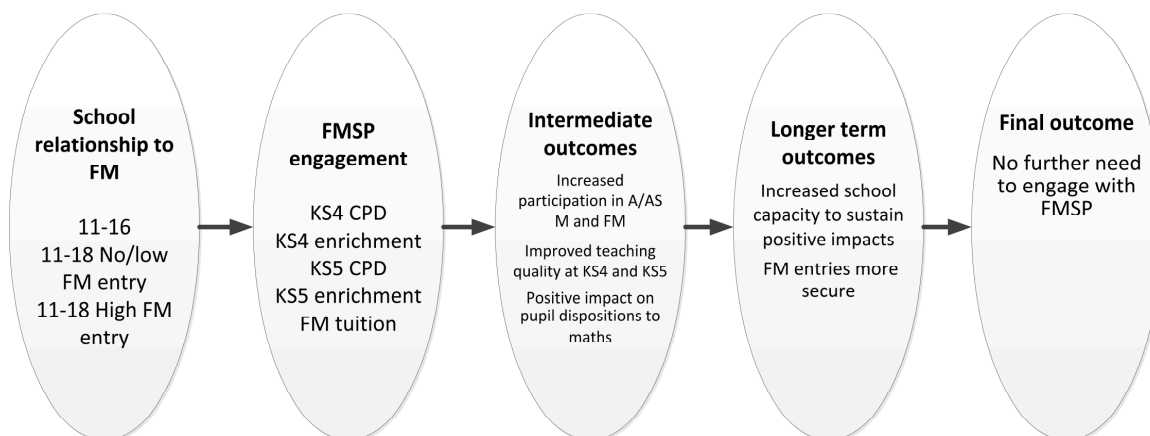 School
relationship to
FM
11-16
11-18 No/low
FM entry
11-18 High FM
entry
FMSP
engagement
KS4 CPD
KS4 enrichment
KS5 CPD
KS5 enrichment
FM tuition
Intermediate
outcomes
Increased
participation in A/AS
M and FM
Improved teaching
quality at KS4 and KS5
Positive impact on
pupil dispositions to
maths
Longer term
outcomes
Increased school
capacity to sustain
positive impacts
FM entries more
secure
Final outcome
No further need
to engage with
FMSP